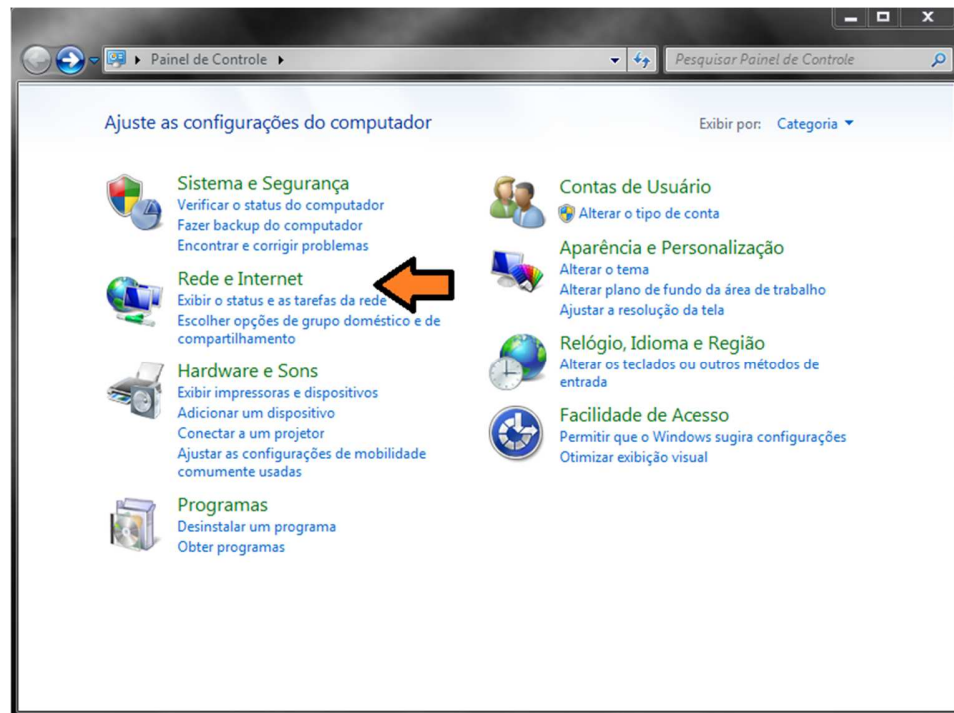 Painel de Controle
Pesquisar Painel de Controle
Ajuste as configurações do computador
Exibir por: Categoria
Sistema e Segurança
Verificar o status do computador
Fazer backup do computador
Encontrar e corrigir problemas
Rede e Internet
Exibir o status e as tarefas da rede
Escolher opções de grupo doméstico e de
compartilhamento
Hardware e Sons
Exibir impressoras e dispositivos
Adicionar um dispositivo
Conectar a um projetor
Ajustar as configurações de mobilidade
comumente usadas
Programas
Desinstalar um programa
Obter programas
Contas de Usuário
Alterar o tipo de conta
Aparência e Personalização
Alterar o tema
Alterar plano de fundo da área de trabalho
Ajustar a resolução da tela
Relógio, Idioma e Região
Alterar os teclados ou outros métodos de
entrada
Facilidade de Acesso
Permitir que o Windows sugira configurações
Otimizar exibição visual